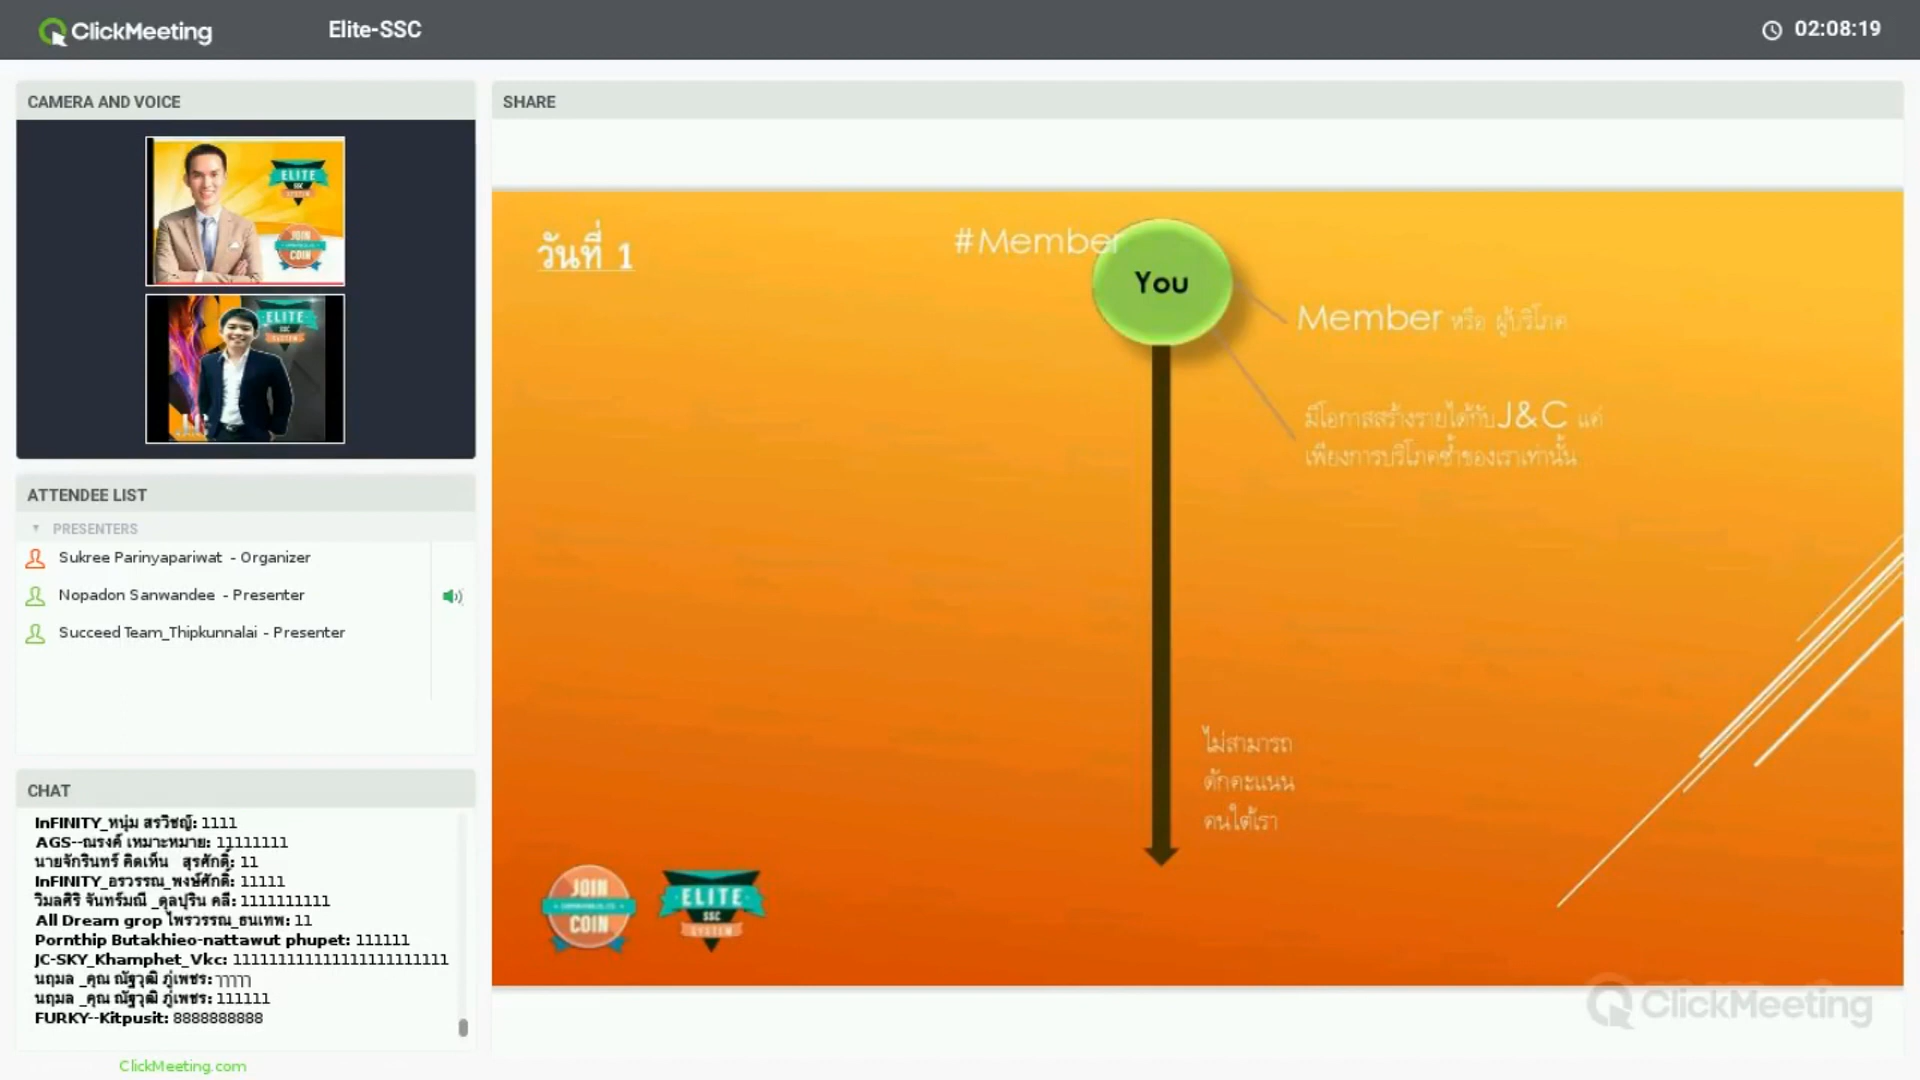 ClickMeeting
Elite-SSC
02:08:19
CAMERA AND VOICE
ELITE
SSC
SYSTEM
JOIN
COIN
ELITE
SSC
SYSTEM
ATTENDEE LIST
PRESENTERS
Sukree Parinyapariwat - Organizer
Nopadon Sanwandee - Presenter
Succeed Team_Thipkunnalai - Presenter
CHAT
InFINITY_หนุ่ม สรวิชญ์: 1111
AGS--ณรงค์ เหมาะหมาย: 11111111
นายจักรินทร์ คิดเห็น สุรศักดิ์: 11
InFINITY_อรวรรณ_พงษ์ศักดิ์: 11111
วิมลศิริ จันทร์มณี _ดุลปุริน คลี: 1111111111
All Dream grop ไพรวรรณ_ธนเทพ: 11
Pornthip Butakhieo-nattawut phupet: 111111
JC-SKY_Khamphet_Vkc: 111111111111111111111111
นฤมล _คุณ ณัฐวุฒิ ภู่เพชร: ๅๅๅๅๅ
นฤมล _คุณ ณัฐวุฒิ ภู่เพชร: 111111
FURKY--Kitpusit: 8888888888
ClickMeeting.com
SHARE
วันที่ 1
#Member
You
Member หรือ ผู้บริโภค
มีโอกาสสร้างรายได้กับ J&C แค่
เพียงการบริโภคซ้ำของเราเท่านั้น
ไม่สามารถ
ดักคะแนน
คนใต้เรา
JOIN
COIN
ELITE
SSC
SYSTEM
ClickMeeting